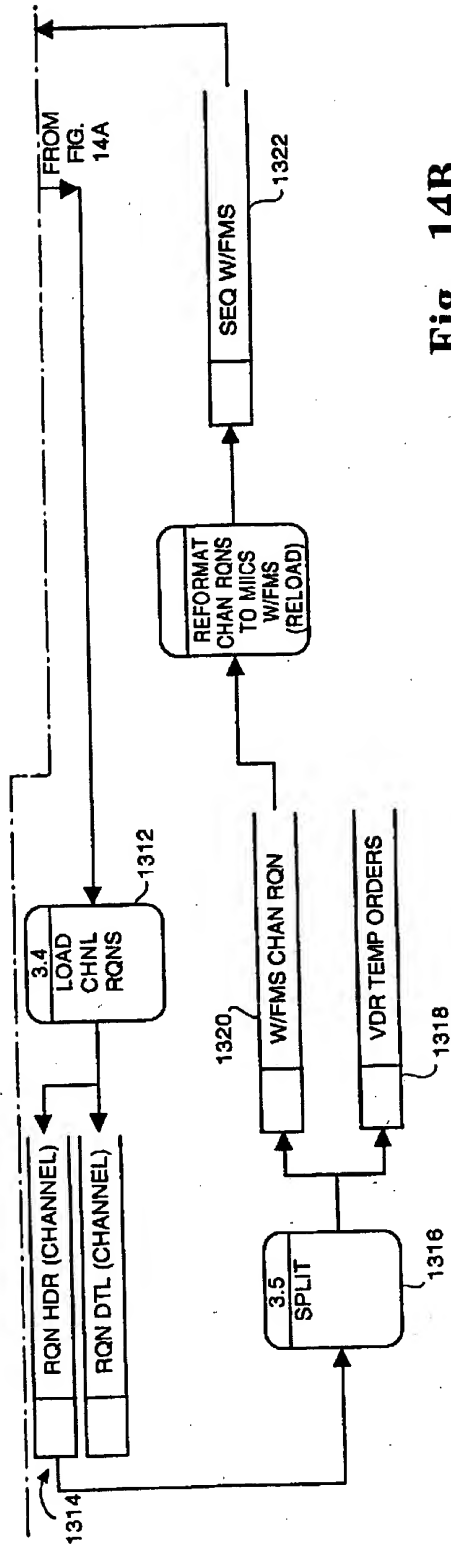 FROM
FIG.
14A
3.4
LOAD
CHNL
RQNS
1312
RQN HDR (CHANNEL)
RQN DTL (CHANNEL)
1314
3.5
SPLIT
1316
W/FMS CHAN RQN
1320
VDR TEMP ORDERS
1318
REFORMAT
CHAN RQNS
TO MIICS
W/FMS
(RELOAD)
SEQ W/FMS
1322
Fig. 14B